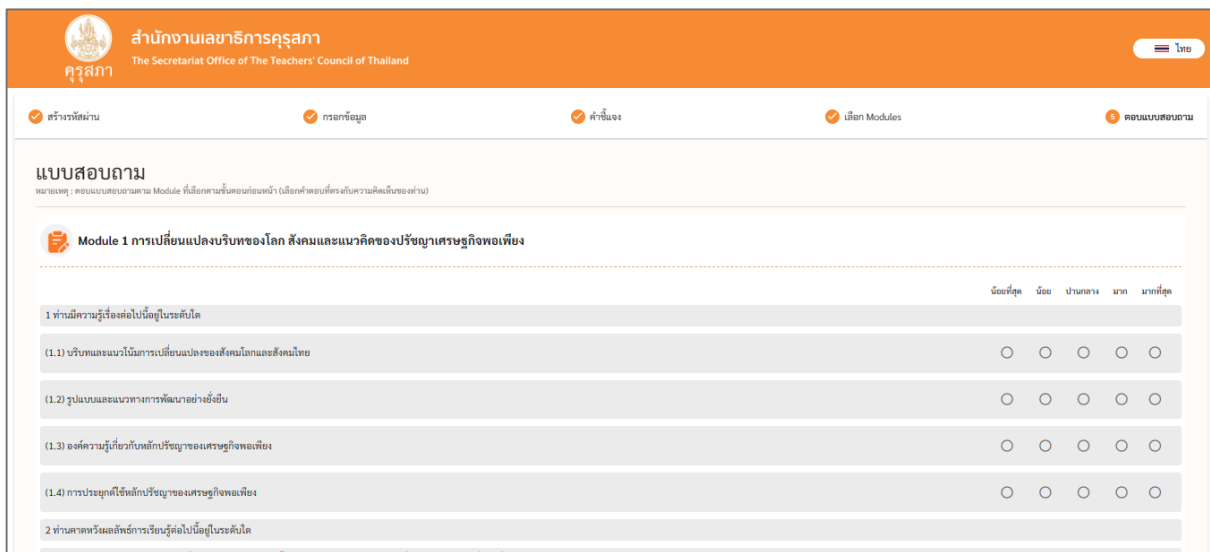 สำนักงานเลขาธิการคุรุสภา
The Secretariat Office of The Teachers' Council of Thailand
คุรุสภา
ไทย
สร้างรหัสผ่าน
กรอกข้อมูล
คำชี้แจง
เลือก Modules
5 ตอบแบบสอบถาม
แบบสอบถาม
หมายเหตุ : ตอบแบบสอบถามตาม Module ที่เลือกตามขั้นตอนก่อนหน้า (เลือกคำตอบที่ตรงกับความคิดเห็นของท่าน)
Module 1 การเปลี่ยนแปลงบริบทของโลก สังคมและแนวคิดของปรัชญาเศรษฐกิจพอเพียง
น้อยที่สุด น้อย ปานกลาง มาก มากที่สุด
1 ท่านมีความรู้เรื่องต่อไปนี้อยู่ในระดับใด
(1.1) บริบทและแนวโน้มการเปลี่ยนแปลงของสังคมโลกและสังคมไทย
(1.2) รูปแบบและแนวทางการพัฒนาอย่างยั่งยืน
(1.3) องค์ความรู้เกี่ยวกับหลักปรัชญาของเศรษฐกิจพอเพียง
(1.4) การประยุกต์ใช้หลักปรัชญาของเศรษฐกิจพอเพียง
2 ท่านคาดหวังผลลัพธ์การเรียนรู้ต่อไปนี้อยู่ในระดับใด